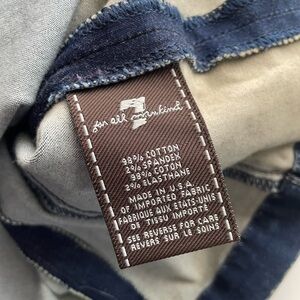 7
for all mankind
98% COTTON
2% SPANDEX
98% COTON
2% ELASTHANE
MADE IN U.S.A.
OF IMPORTED FABRIC
FABRIQUE AUX ETATS-UNIS
DE TISSU IMPORTÉ
SEE REVERSE FOR CARE
REVERS SUR LE SOINS